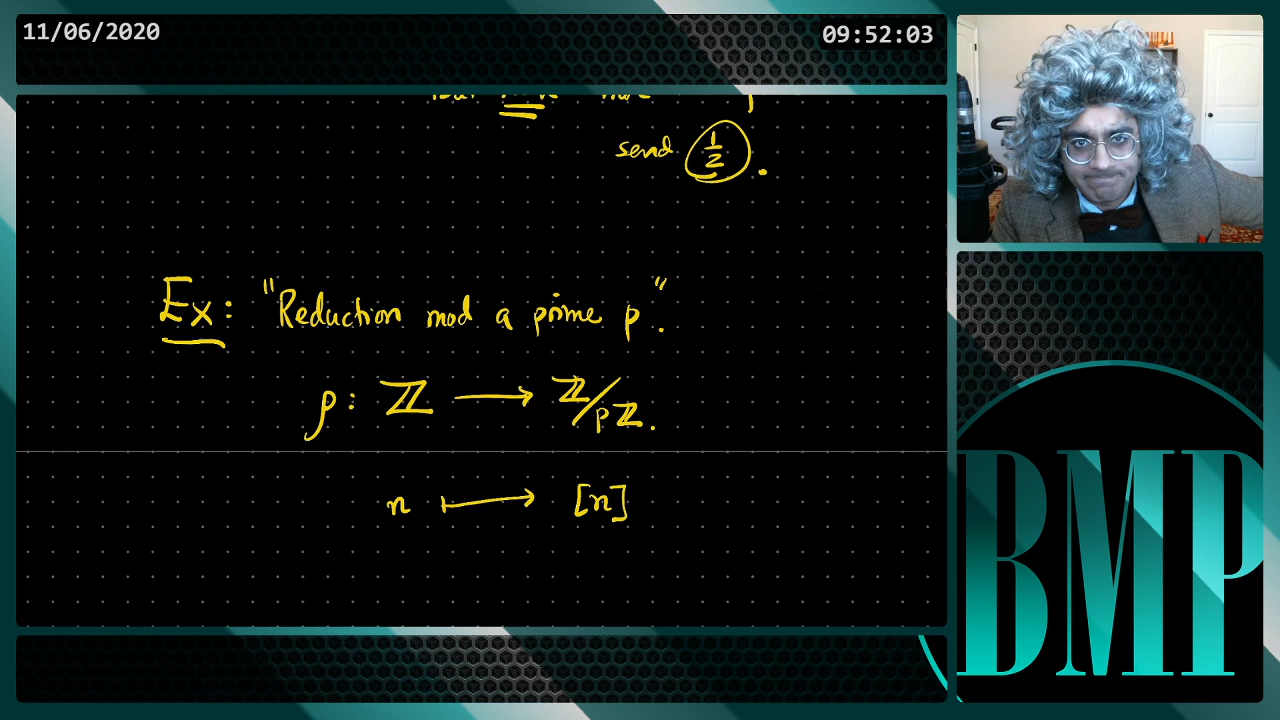 11/06/2020
09:52:03
send 1/2.
Ex: "Reduction mod a prime p".
ρ: ℤ ⟶ ℤ/pℤ.
n ⟼ [n]
BMP